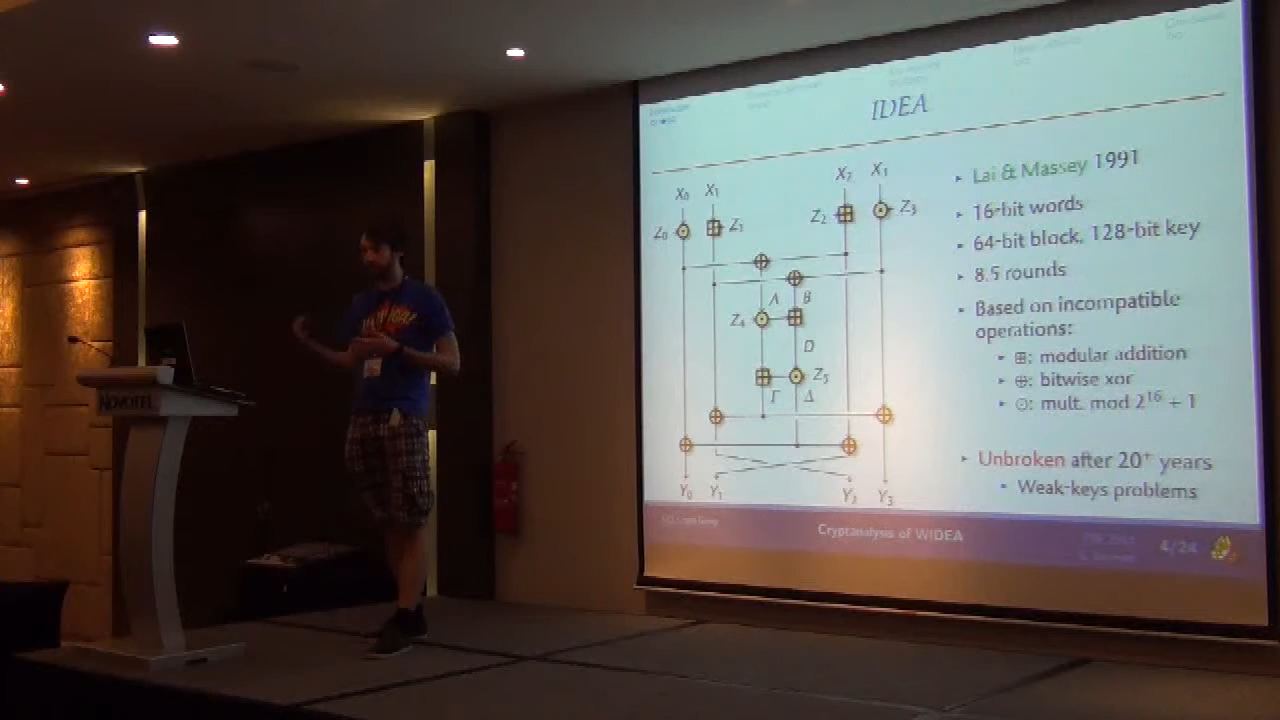 IDEA
X₀ X₁ X₂ X₁
Z₀ Z₁ Z₂ Z₃
A B
Z₄
D
Z₅
Γ Δ
Y₀ Y₁ Y₂ Y₃
Lai & Massey 1991
16-bit words
64-bit block, 128-bit key
8.5 rounds
Based on incompatible
operations:
⊞: modular addition
⊕: bitwise xor
⊙: mult. mod 2¹⁶ + 1
Unbroken after 20⁺ years
Weak-keys problems
Cryptanalysis of WIDEA
4/24
NOVOTEL